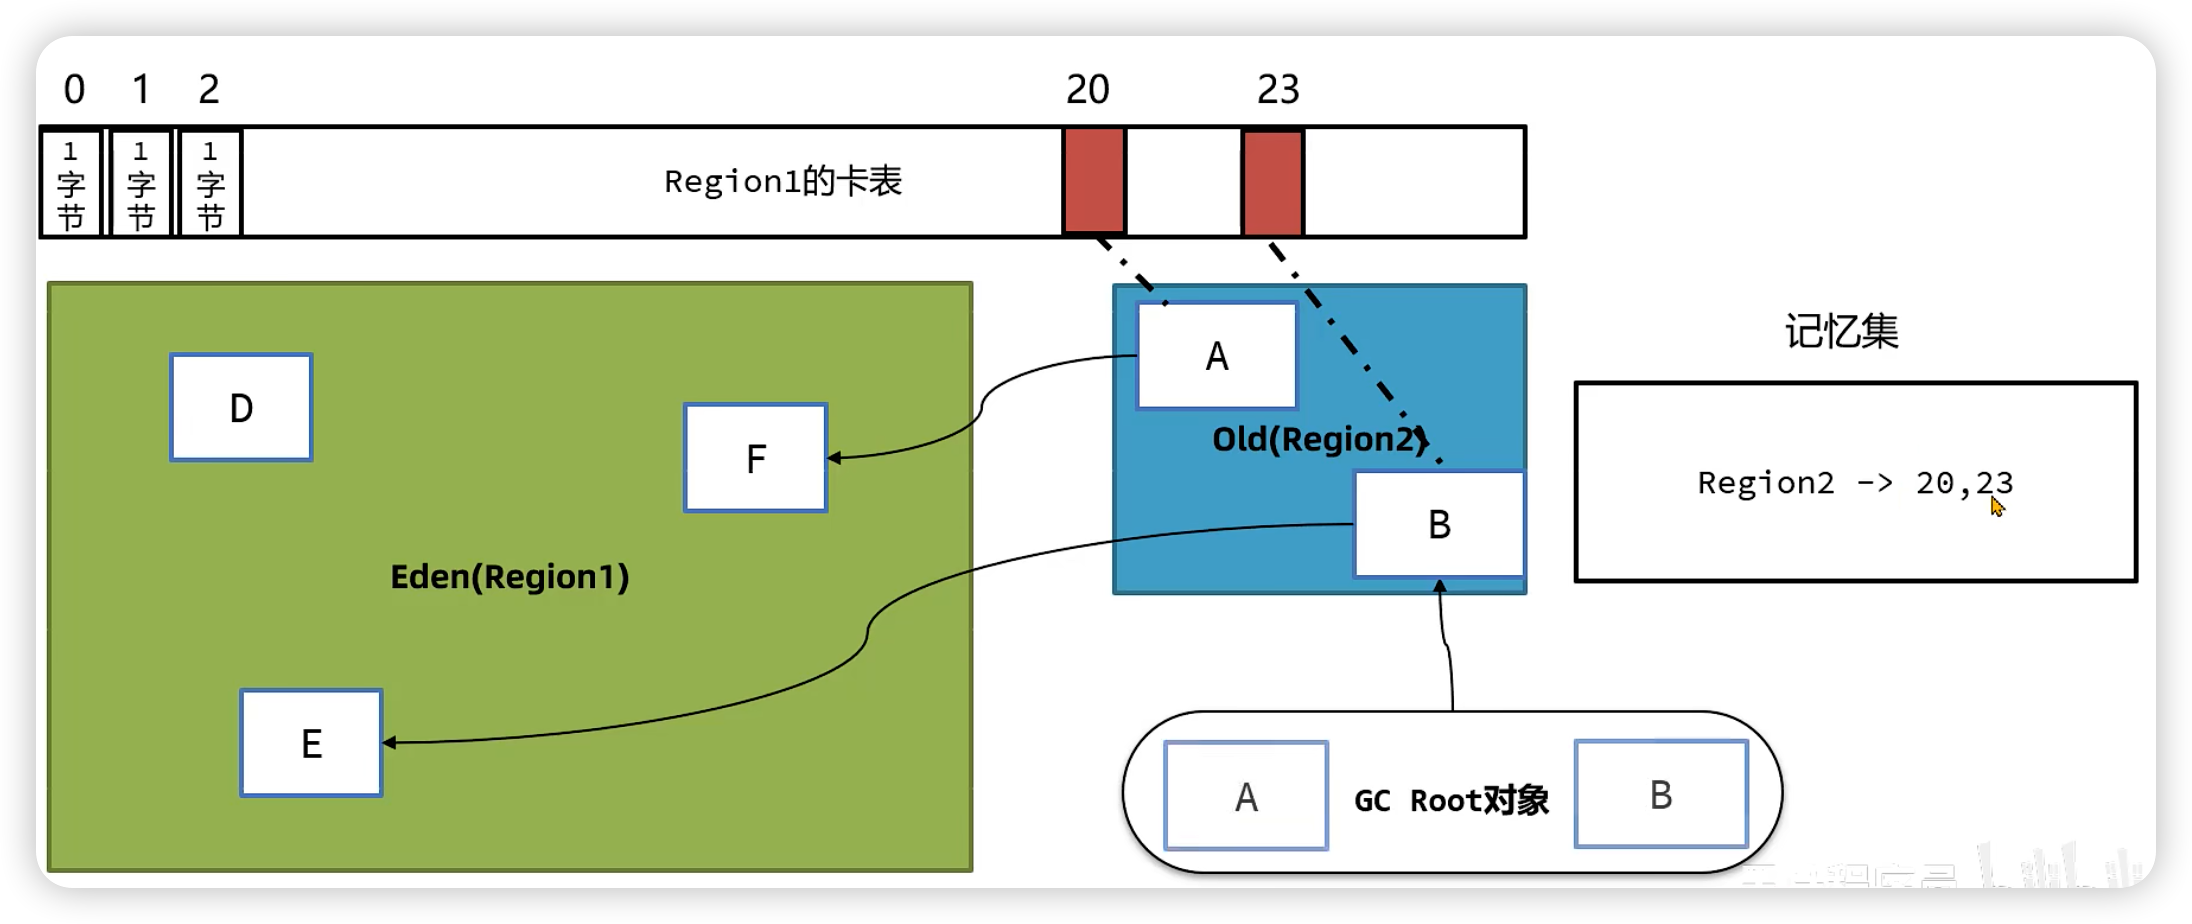 0 1 2 20 23
1字节 1字节 1字节
Region1的卡表
A
记忆集
D
F
Old(Region2)
Region2 -> 20,23
B
Eden(Region1)
E
A GC Root对象 B